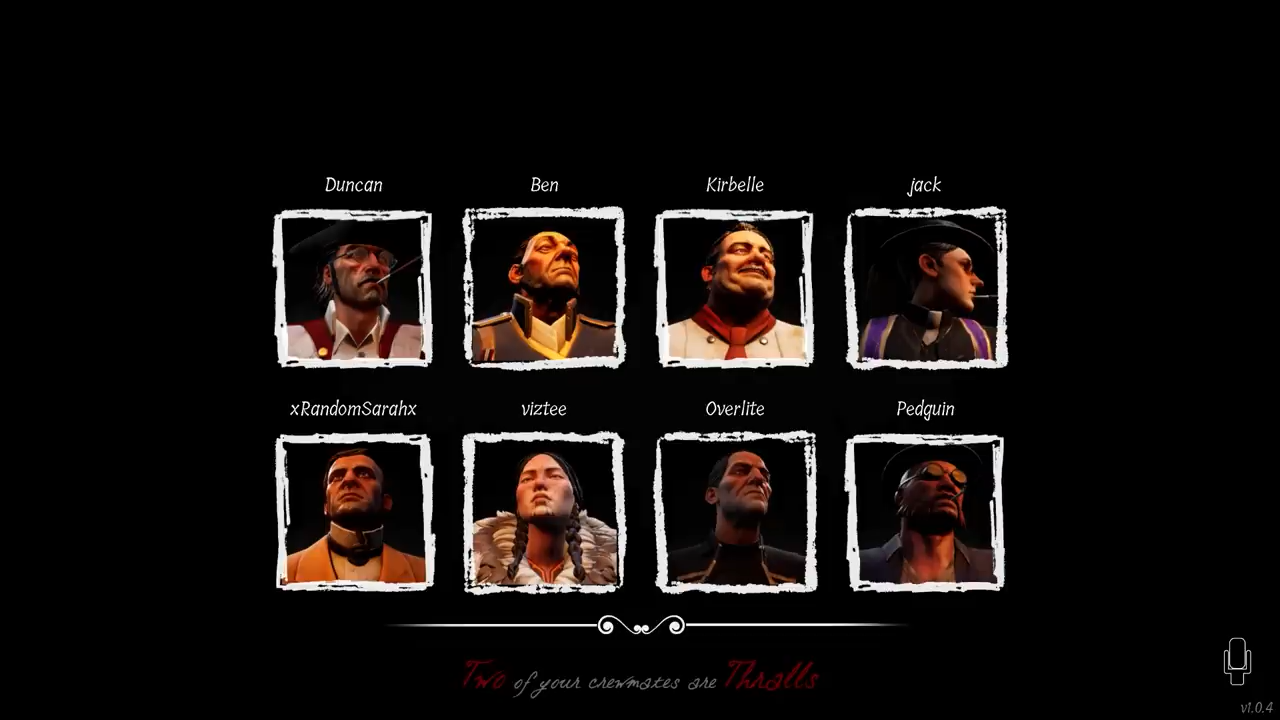 Duncan Ben Kirbelle jack
xRandomSarahx viztee Overlite Pedguin
Two of your crewmates are Thralls
v1.0.4